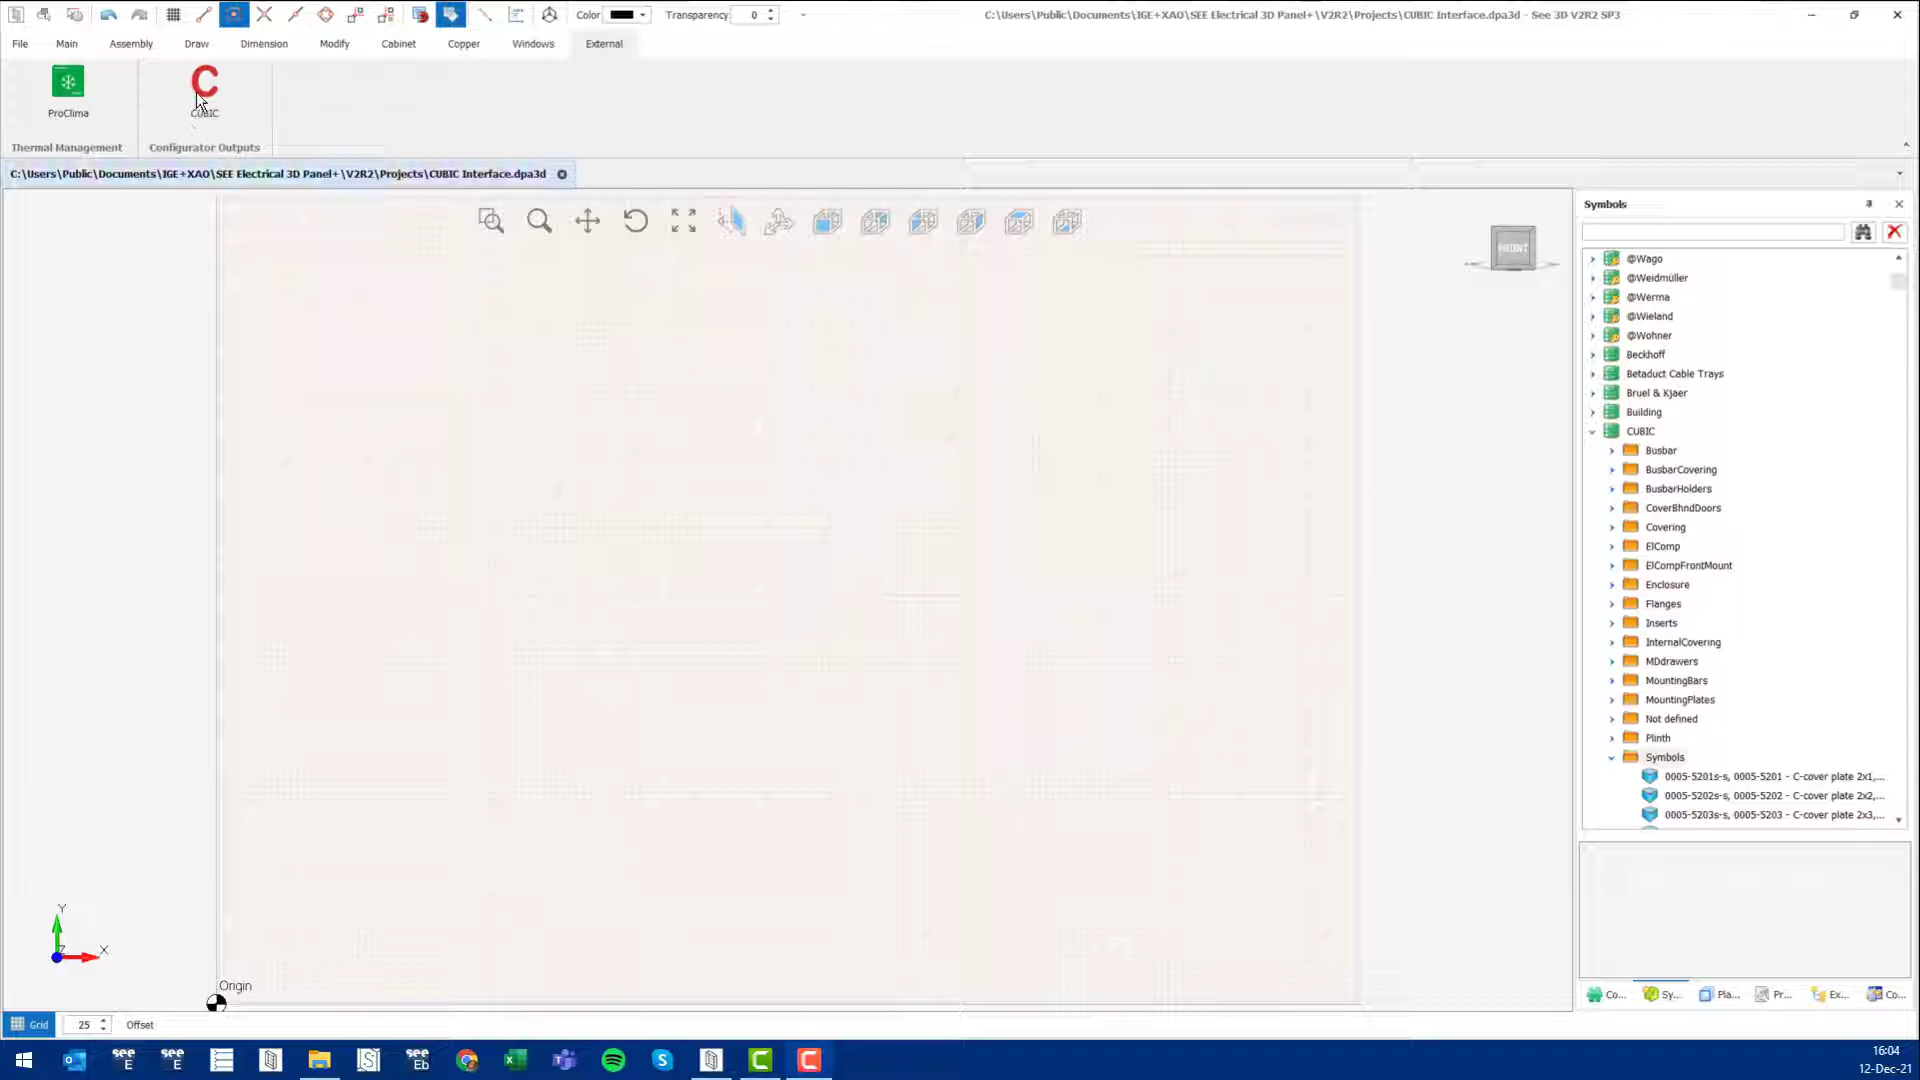 Color
Transparency:
0
C:\Users\Public\Documents\IGE+XAO\SEE Electrical 3D Panel+\V2R2\Projects\CUBIC Interface.dpa3d - See 3D V2R2 SP3
File
Main
Assembly
Draw
Dimension
Modify
Cabinet
Copper
Windows
External
ProClima
CUBIC
Thermal Management
Configurator Outputs
C:\Users\Public\Documents\IGE+XAO\SEE Electrical 3D Panel+\V2R2\Projects\CUBIC Interface.dpa3d
FRONT
Symbols
@Wago
@Weidmüller
@Werma
@Wieland
@Wohner
Beckhoff
Betaduct Cable Trays
Bruel & Kjaer
Building
CUBIC
Busbar
BusbarCovering
BusbarHolders
CoverBhndDoors
Covering
ElComp
ElCompFrontMount
Enclosure
Flanges
Inserts
InternalCovering
MDdrawers
MountingBars
MountingPlates
Not defined
Plinth
Symbols
0005-5201s-s, 0005-5201 - C-cover plate 2x1,...
0005-5202s-s, 0005-5202 - C-cover plate 2x2,...
0005-5203s-s, 0005-5203 - C-cover plate 2x3,...
Y
Z
X
Origin
Co...
Sy...
Pla...
Pr...
Ex...
Co...
Grid
25
Offset
see E
see E
see Eb
16:04
12-Dec-21